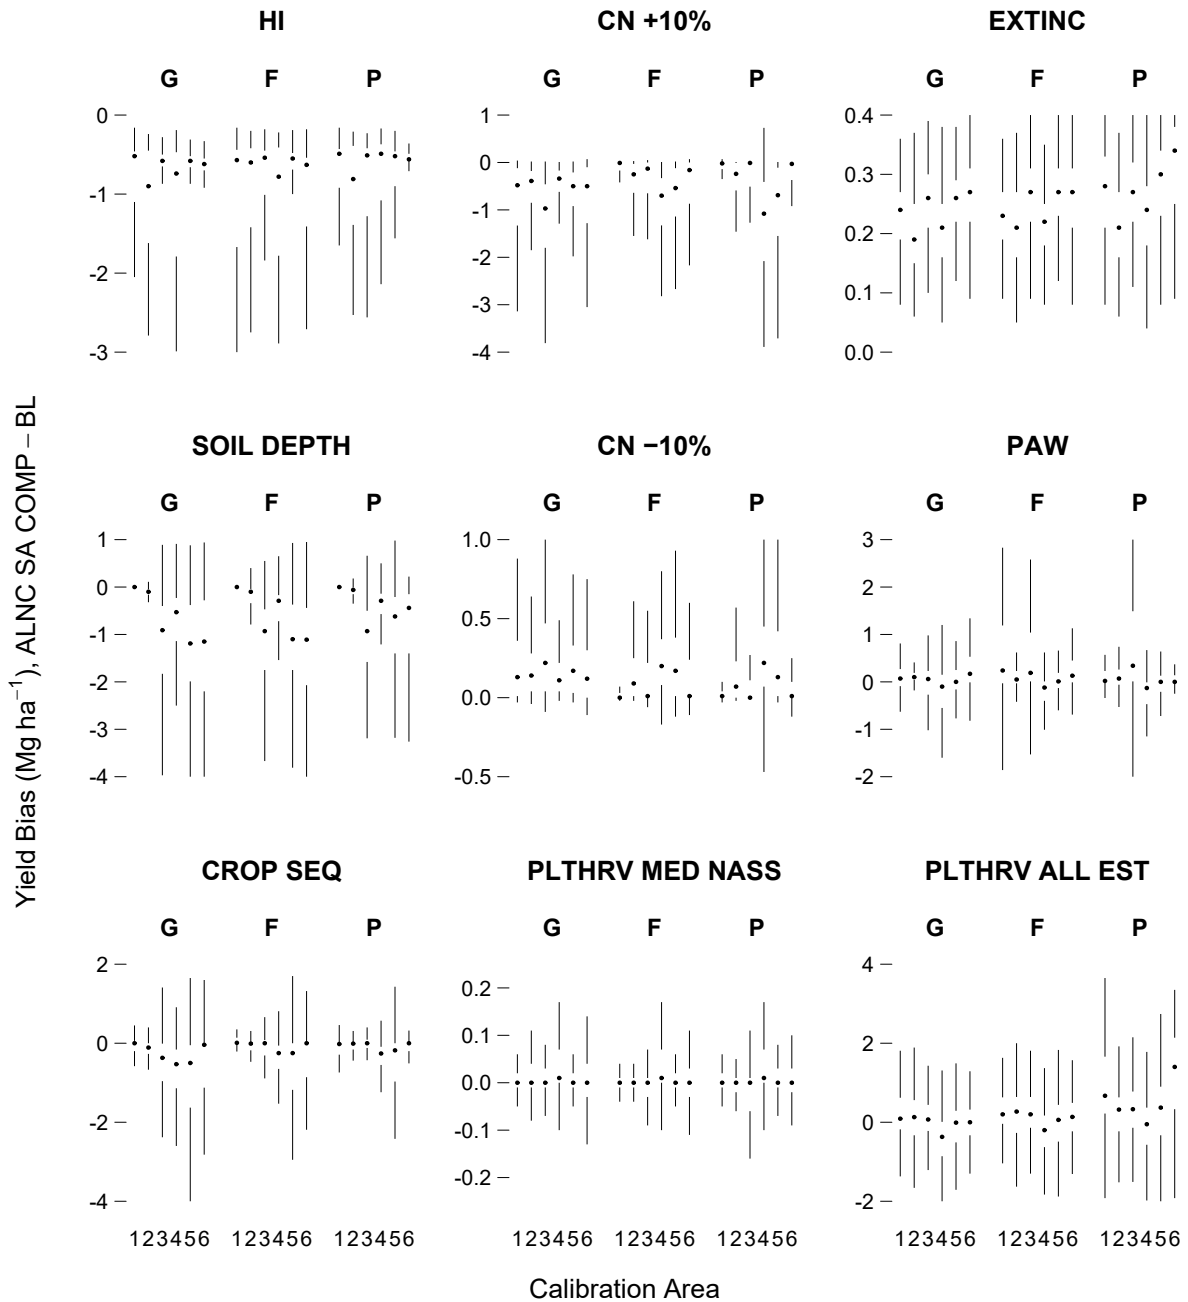 HI CN +10% EXTINC
G F P G F P G F P
0 1 0.4
-1 0 0.3
-2 -1 0.2
-3 -2 0.1
-3 0.0
-4
Yield Bias (Mg ha⁻¹), ALNC SA COMP – BL
SOIL DEPTH CN −10% PAW
G F P G F P G F P
1 1.0 3
0 0.5 2
-1 0.0 1
-2 -0.5 0
-3 -1
-4 -2
CROP SEQ PLTHRV MED NASS PLTHRV ALL EST
G F P G F P G F P
2 0.2 4
0 0.1 2
-2 0.0 0
-4 -0.1 -2
-0.2
123456 123456 123456 123456 123456 123456 123456 123456 123456
Calibration Area